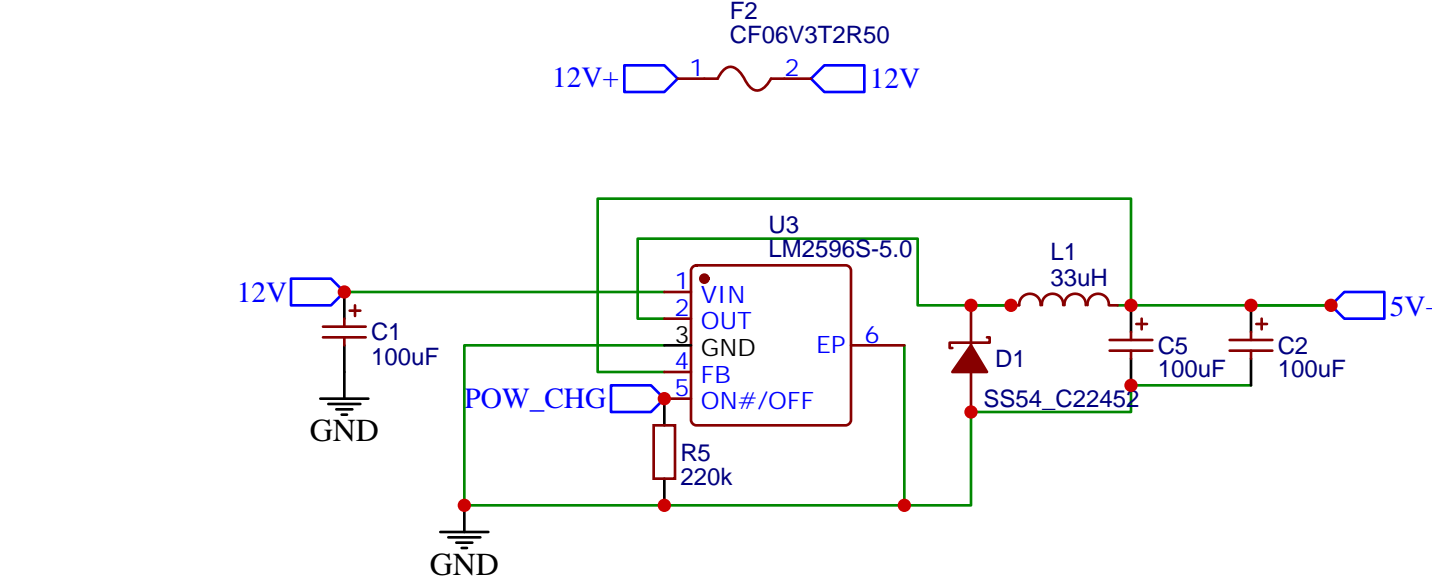 F2
CF06V3T2R50
12V+ 1 2 12V
U3
LM2596S-5.0
L1
33uH
12V
1 VIN
2 OUT
3 GND
4 FB
5 ON#/OFF
EP 6
5V-
C1
100uF
D1
C5
100uF
C2
100uF
POW_CHG
SS54_C22452
GND
R5
220k
GND